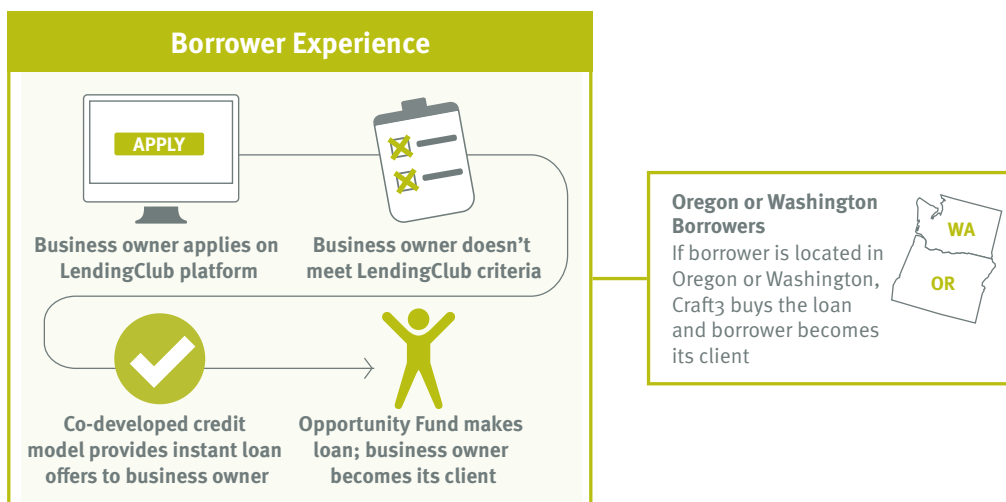 Borrower Experience
APPLY
Business owner applies on
LendingClub platform
Business owner doesn’t
meet LendingClub criteria
Co-developed credit
model provides instant loan
offers to business owner
Opportunity Fund makes
loan; business owner
becomes its client
Oregon or Washington
Borrowers
If borrower is located in
Oregon or Washington,
Craft3 buys the loan
and borrower becomes
its client
WA
OR